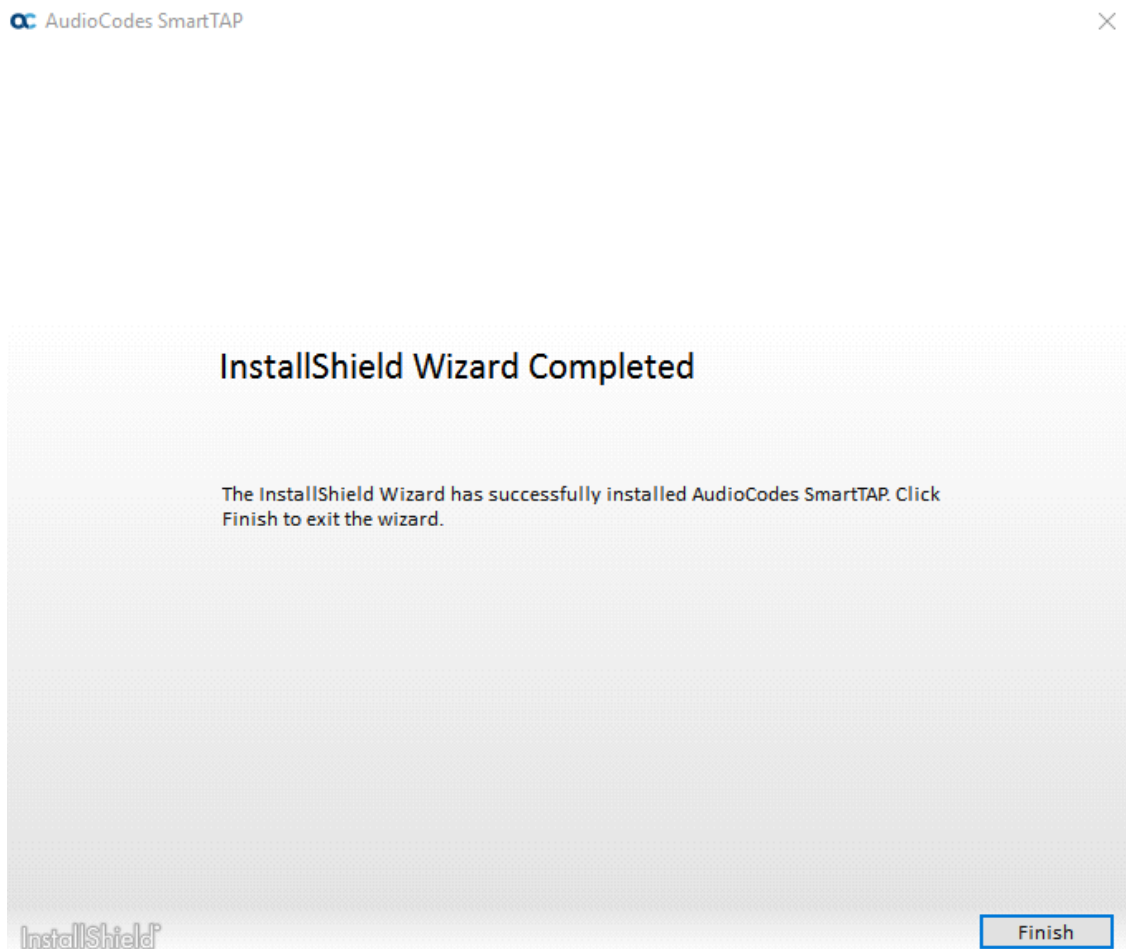 AudioCodes SmartTAP
InstallShield Wizard Completed
The InstallShield Wizard has successfully installed AudioCodes SmartTAP. Click
Finish to exit the wizard.
InstallShield
Finish